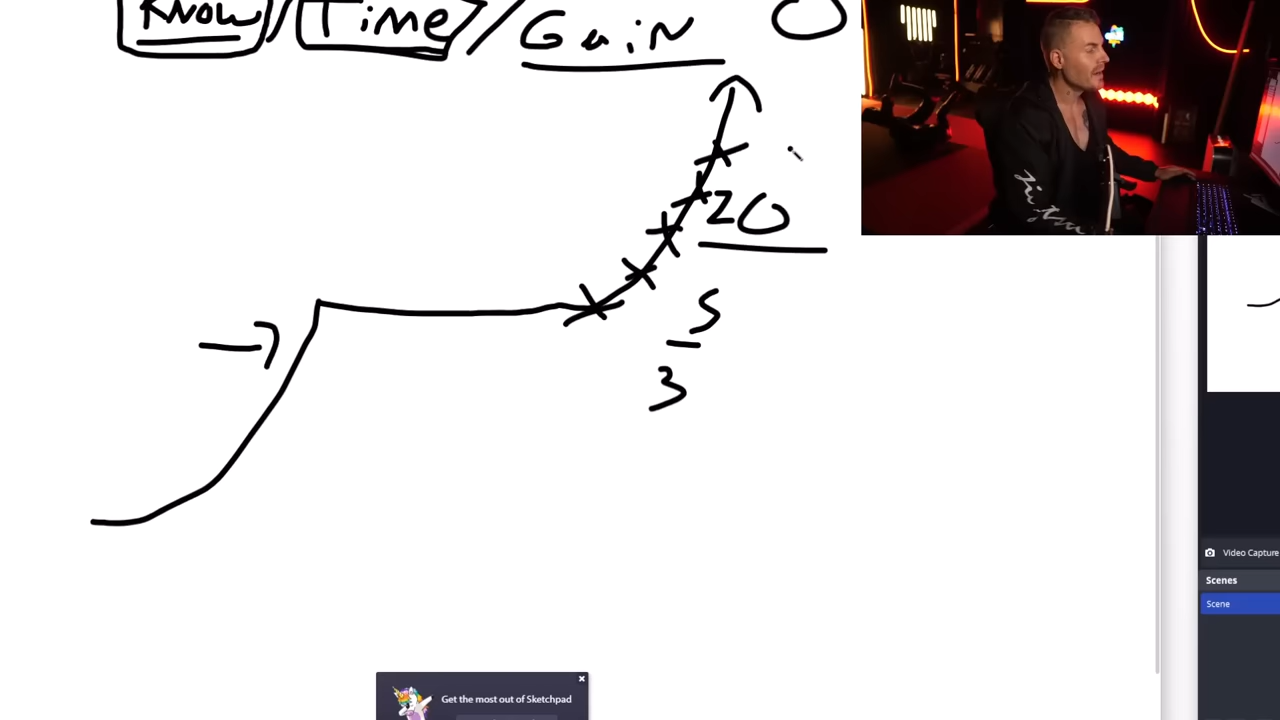 Know / Time / Gain
20
5
3
Video Capture
Scenes
Scene
Get the most out of Sketchpad